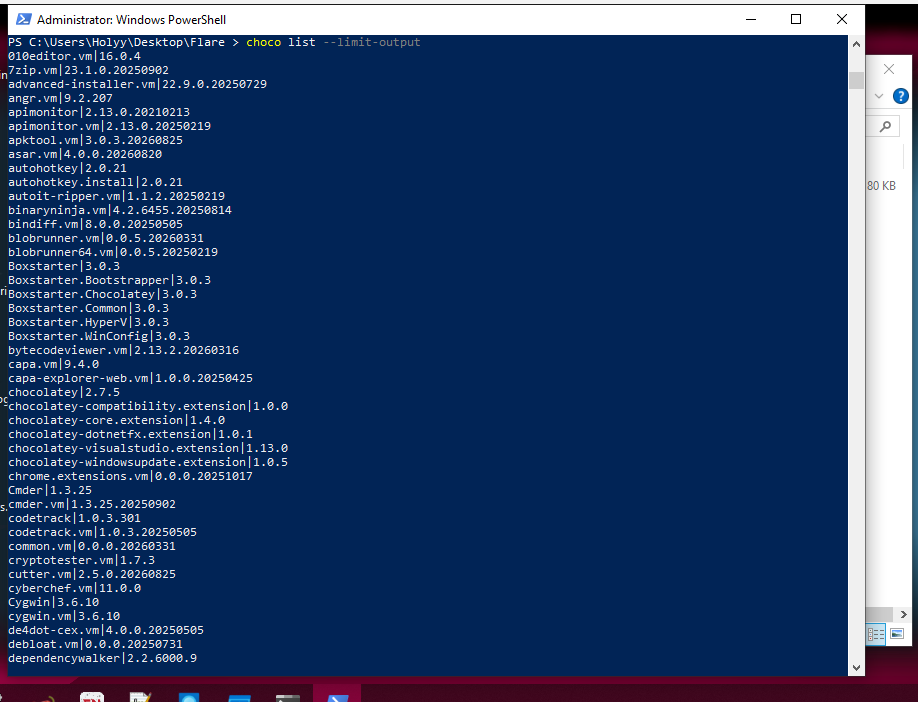 Administrator: Windows PowerShell
PS C:\Users\Holyy\Desktop\Flare > choco list --limit-output
010editor.vm|16.0.4
7zip.vm|23.1.0.20250902
advanced-installer.vm|22.9.0.20250729
angr.vm|9.2.207
apimonitor|2.13.0.20210213
apimonitor.vm|2.13.0.20250219
apktool.vm|3.0.3.20260825
asar.vm|4.0.0.20260820
autohotkey|2.0.21
autohotkey.install|2.0.21
autoit-ripper.vm|1.1.2.20250219
binaryninja.vm|4.2.6455.20250814
bindiff.vm|8.0.0.20250505
blobrunner.vm|0.0.5.20260331
blobrunner64.vm|0.0.5.20250219
Boxstarter|3.0.3
Boxstarter.Bootstrapper|3.0.3
Boxstarter.Chocolatey|3.0.3
Boxstarter.Common|3.0.3
Boxstarter.HyperV|3.0.3
Boxstarter.WinConfig|3.0.3
bytecodeviewer.vm|2.13.2.20260316
capa.vm|9.4.0
capa-explorer-web.vm|1.0.0.20250425
chocolatey|2.7.5
chocolatey-compatibility.extension|1.0.0
chocolatey-core.extension|1.4.0
chocolatey-dotnetfx.extension|1.0.1
chocolatey-visualstudio.extension|1.13.0
chocolatey-windowsupdate.extension|1.0.5
chrome.extensions.vm|0.0.0.20251017
Cmder|1.3.25
cmder.vm|1.3.25.20250902
codetrack|1.0.3.301
codetrack.vm|1.0.3.20250505
common.vm|0.0.0.20260331
cryptotester.vm|1.7.3
cutter.vm|2.5.0.20260825
cyberchef.vm|11.0.0
Cygwin|3.6.10
cygwin.vm|3.6.10
de4dot-cex.vm|4.0.0.20250505
debloat.vm|0.0.0.20250731
dependencywalker|2.2.6000.9
80 KB